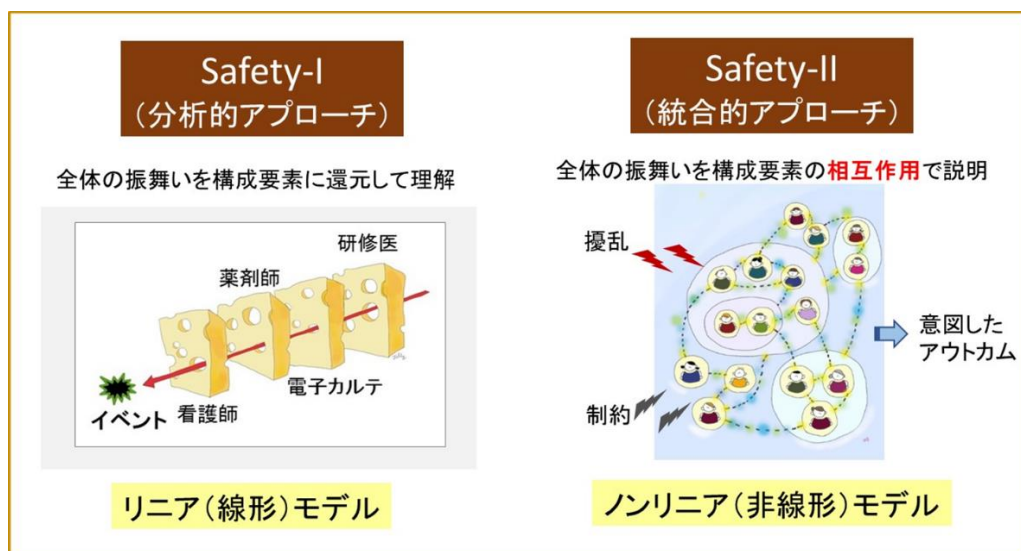 Safety-I
（分析的アプローチ）
全体の振舞いを構成要素に還元して理解
研修医
薬剤師
電子カルテ
看護師
イベント
リニア（線形）モデル
Safety-II
（統合的アプローチ）
全体の振舞いを構成要素の相互作用で説明
擾乱
意図した
アウトカム
制約
ノンリニア（非線形）モデル